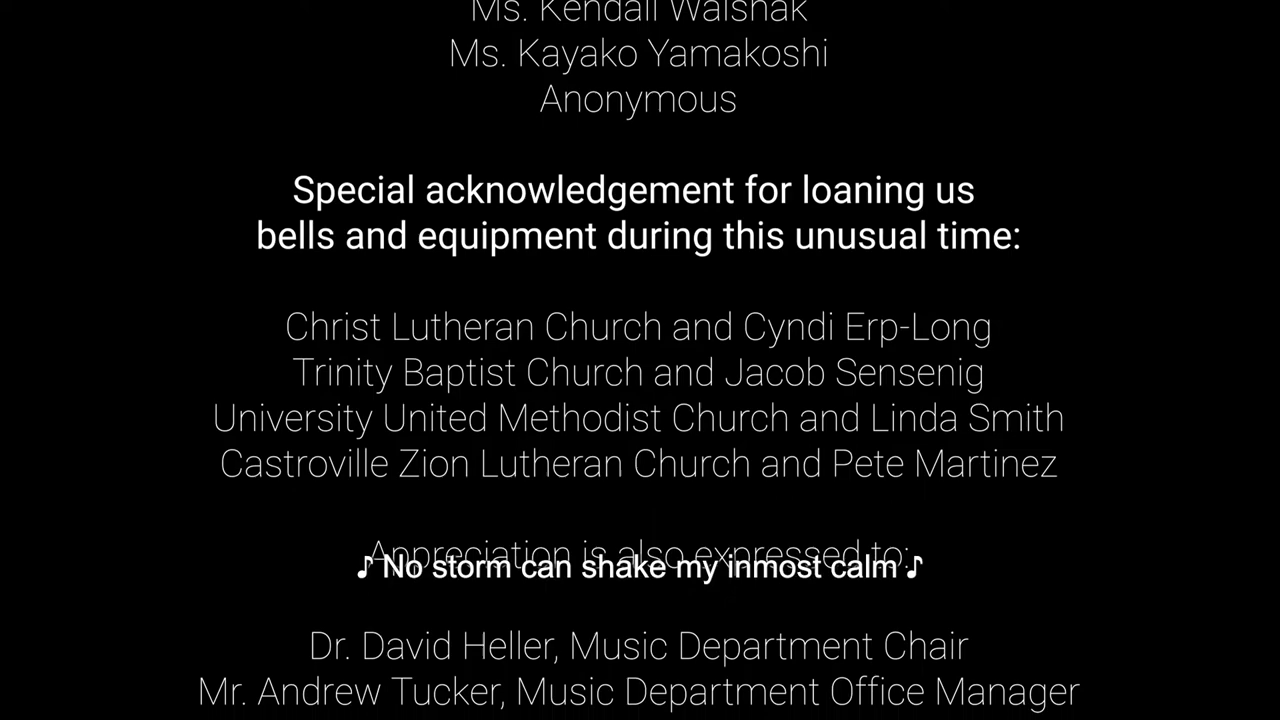 Ms. Kendall Walshak
Ms. Kayako Yamakoshi
Anonymous
Special acknowledgement for loaning us
bells and equipment during this unusual time:
Christ Lutheran Church and Cyndi Erp-Long
Trinity Baptist Church and Jacob Sensenig
University United Methodist Church and Linda Smith
Castroville Zion Lutheran Church and Pete Martinez
Appreciation is also expressed to:
♪ No storm can shake my inmost calm ♪
Dr. David Heller, Music Department Chair
Mr. Andrew Tucker, Music Department Office Manager